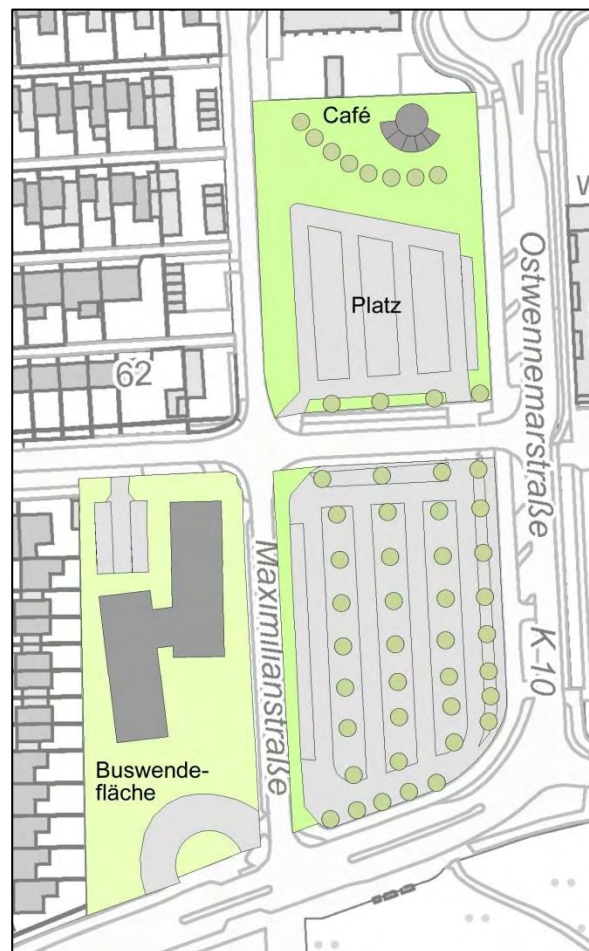 Café
Ostwennemarstraße
Platz
62
Maximilianstraße
K 10
Buswende-
fläche